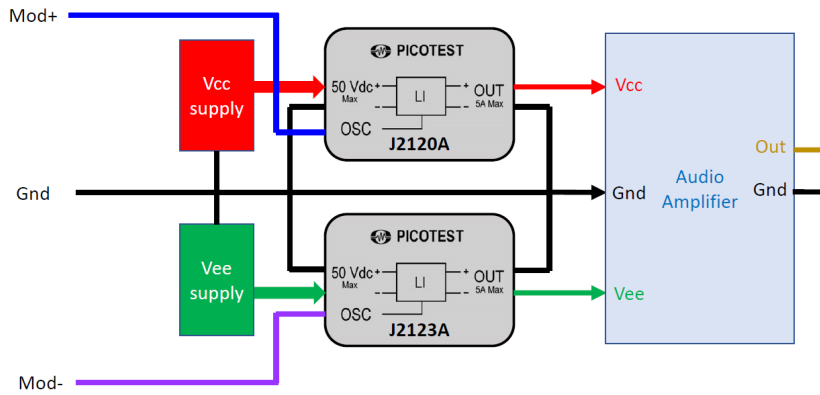 Mod+
Vcc
supply
PICOTEST
50 Vdc+
Max
–
LI
+
–
OUT
5A Max
OSC
J2120A
Vcc
Out
Gnd
Gnd
Audio
Amplifier
Gnd
Vee
supply
PICOTEST
50 Vdc+
Max
–
LI
+
–
OUT
5A Max
OSC
J2123A
Vee
Mod-